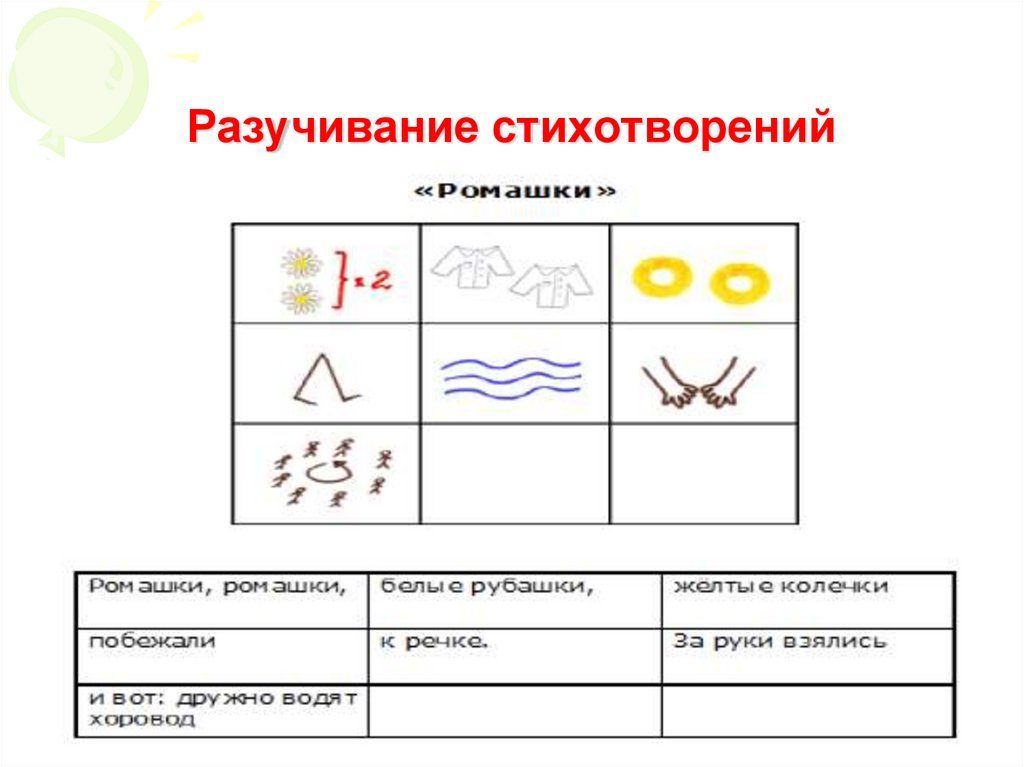 Разучивание стихотворений
«Ромашки»
x 2
Ромашки, ромашки,
белые рубашки,
жёлтые колечки
побежали
к речке.
За руки взялись
и вот: дружно водят
хоровод